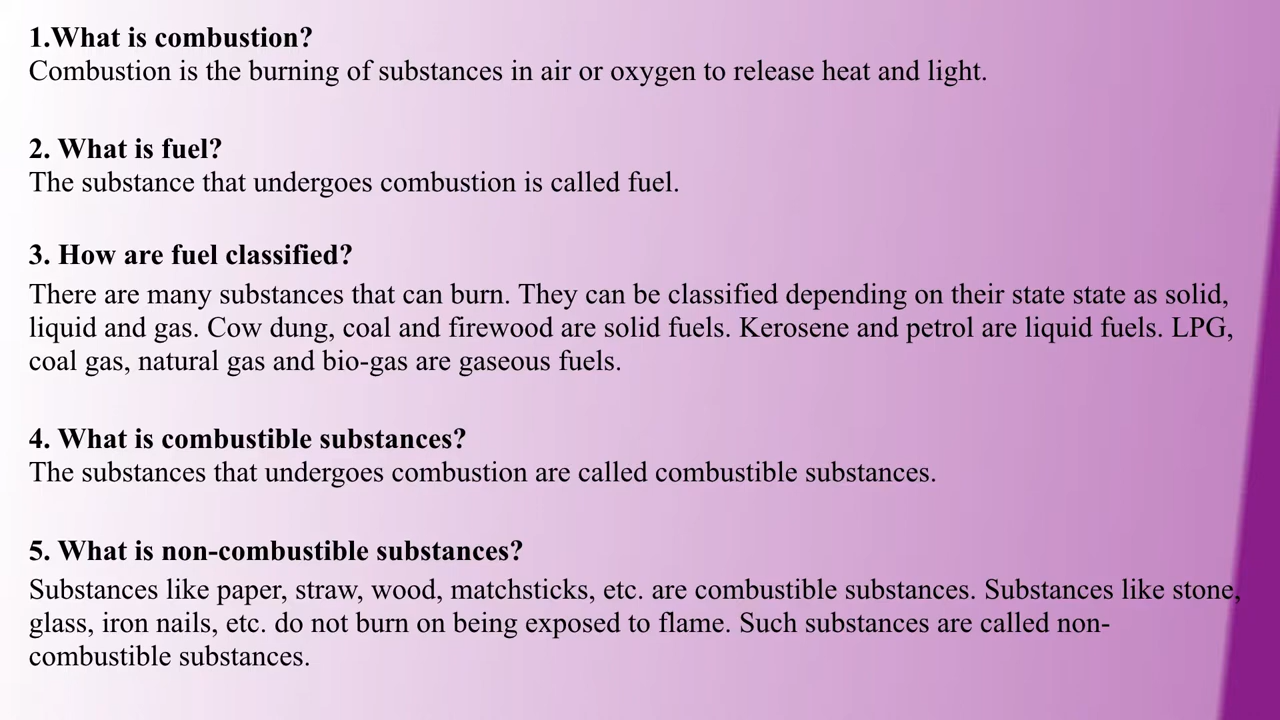 1.What is combustion?
Combustion is the burning of substances in air or oxygen to release heat and light.
2. What is fuel?
The substance that undergoes combustion is called fuel.
3. How are fuel classified?
There are many substances that can burn. They can be classified depending on their state state as solid,
liquid and gas. Cow dung, coal and firewood are solid fuels. Kerosene and petrol are liquid fuels. LPG,
coal gas, natural gas and bio-gas are gaseous fuels.
4. What is combustible substances?
The substances that undergoes combustion are called combustible substances.
5. What is non-combustible substances?
Substances like paper, straw, wood, matchsticks, etc. are combustible substances. Substances like stone,
glass, iron nails, etc. do not burn on being exposed to flame. Such substances are called non-
combustible substances.